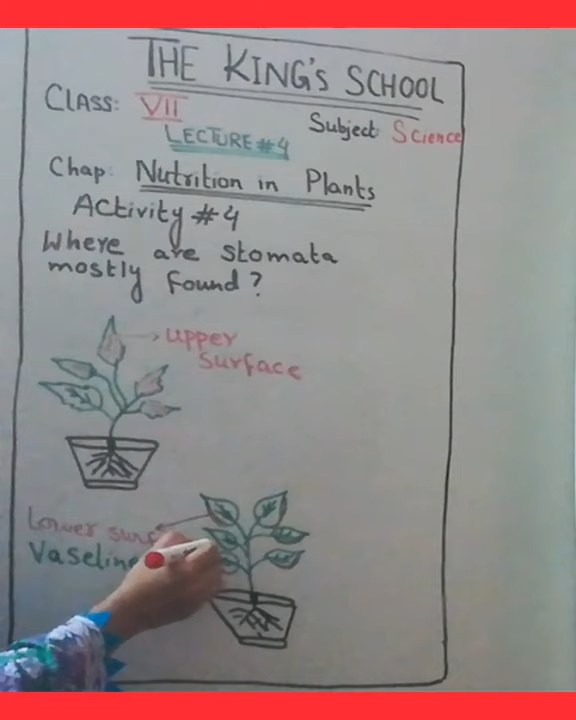 THE KING'S SCHOOL
CLASS: VII
Subject: Science
LECTURE #4
Chap: Nutrition in Plants
Activity #4
Where are stomata
mostly found?
upper
surface
Lower
Vaseline